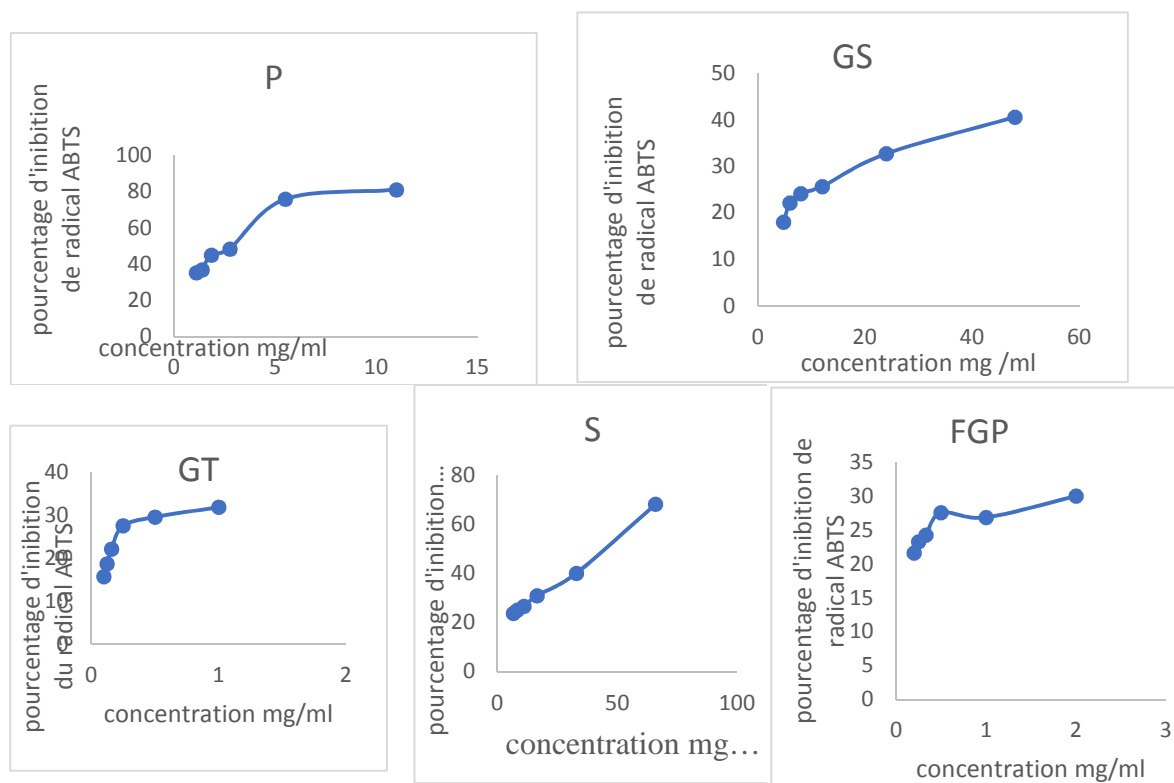 P
pourcentage d'inibition
de radical ABTS
100
80
60
40
20
0
0 5 10 15
concentration mg/ml
GS
pourcentage d'inibition
de radical ABTS
50
40
30
20
10
0
0 20 40 60
concentration mg /ml
GT
pourcentage d'inibition
du radical ABTS
40
30
20
10
0
0 1 2
concentration mg/ml
S
pourcentage d'inibition...
80
60
40
20
0
0 50 100
concentration mg…
FGP
pourcentage d'inibition de
radical ABTS
35
30
25
20
15
10
5
0
0 1 2 3
concentration mg/ml